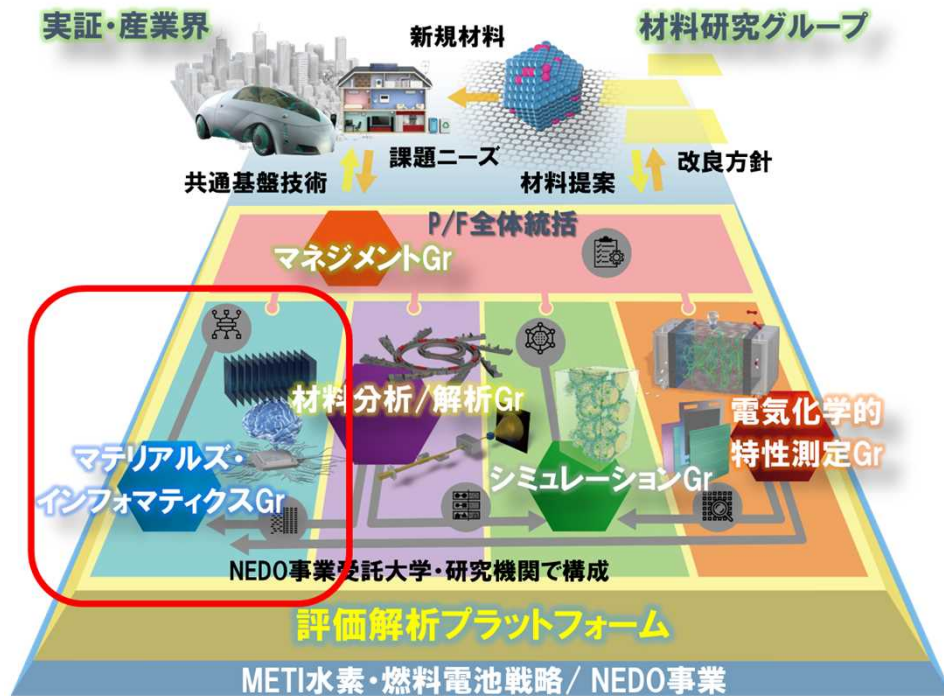 実証・産業界
材料研究グループ
新規材料
課題ニーズ
共通基盤技術
材料提案
改良方針
P/F全体統括
マネジメントGr
材料分析/解析Gr
電気化学的
特性測定Gr
マテリアルズ・
インフォマティクスGr
シミュレーションGr
NEDO事業受託大学・研究機関で構成
評価解析プラットフォーム
METI水素・燃料電池戦略/ NEDO事業